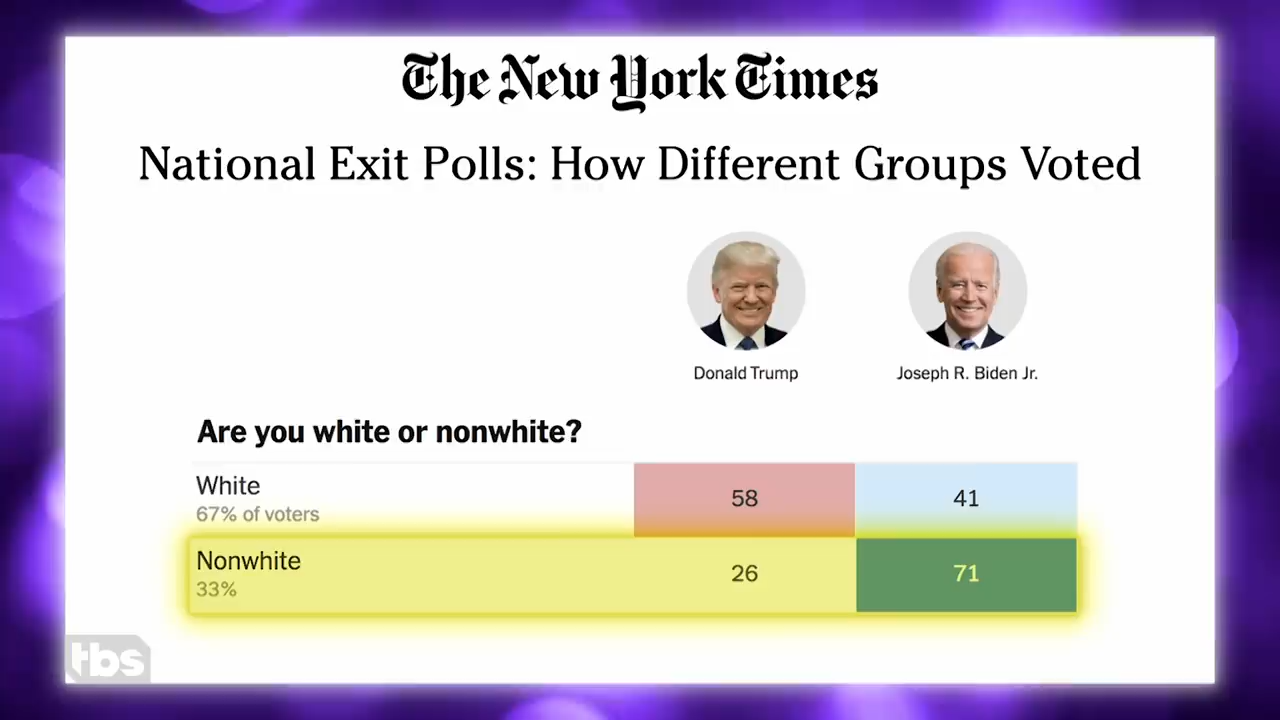 The New York Times
National Exit Polls: How Different Groups Voted
Donald Trump
Joseph R. Biden Jr.
Are you white or nonwhite?
White
67% of voters
58
41
Nonwhite
33%
26
71
tbs